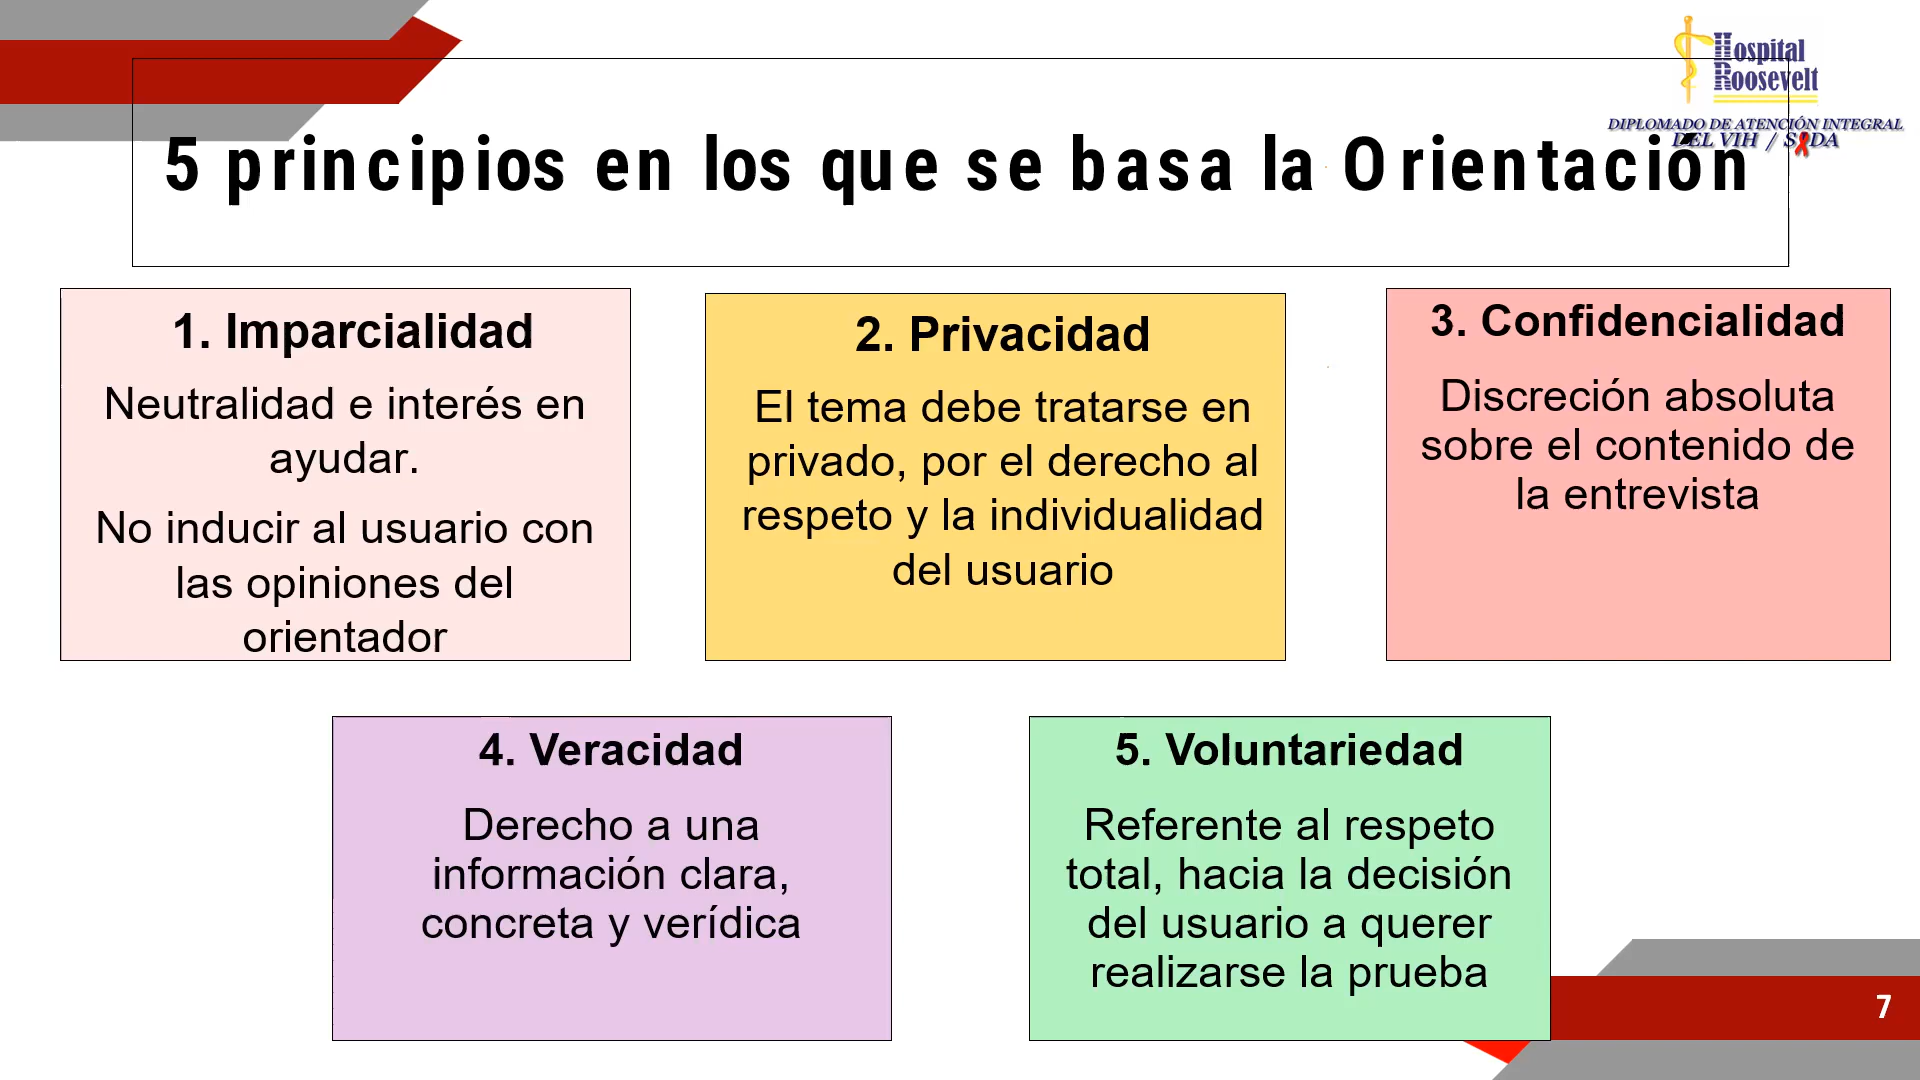 Hospital
Roosevelt
DIPLOMADO DE ATENCIÓN INTEGRAL
DEL VIH / SIDA
5 principios en los que se basa la Orientación
1. Imparcialidad
Neutralidad e interés en
ayudar.
No inducir al usuario con
las opiniones del
orientador
2. Privacidad
El tema debe tratarse en
privado, por el derecho al
respeto y la individualidad
del usuario
3. Confidencialidad
Discreción absoluta
sobre el contenido de
la entrevista
4. Veracidad
Derecho a una
información clara,
concreta y verídica
5. Voluntariedad
Referente al respeto
total, hacia la decisión
del usuario a querer
realizarse la prueba
7